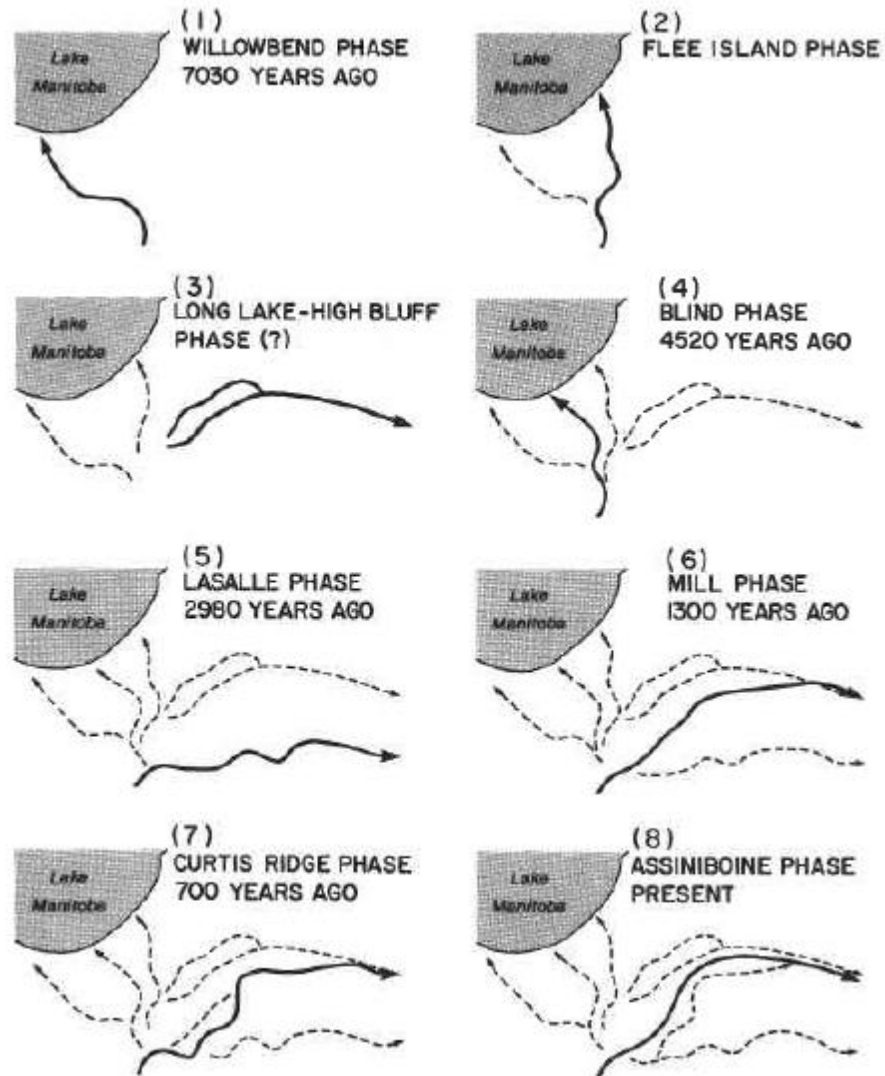 (1)
WILLOWBEND PHASE
7030 YEARS AGO
Lake
Manitoba
(2)
FLEE ISLAND PHASE
Lake
Manitoba
(3)
LONG LAKE-HIGH BLUFF
PHASE (?)
Lake
Manitoba
(4)
BLIND PHASE
4520 YEARS AGO
Lake
Manitoba
(5)
LASALLE PHASE
2980 YEARS AGO
Lake
Manitoba
(6)
MILL PHASE
1300 YEARS AGO
Lake
Manitoba
(7)
CURTIS RIDGE PHASE
700 YEARS AGO
Lake
Manitoba
(8)
ASSINIBOINE PHASE
PRESENT
Lake
Manitoba